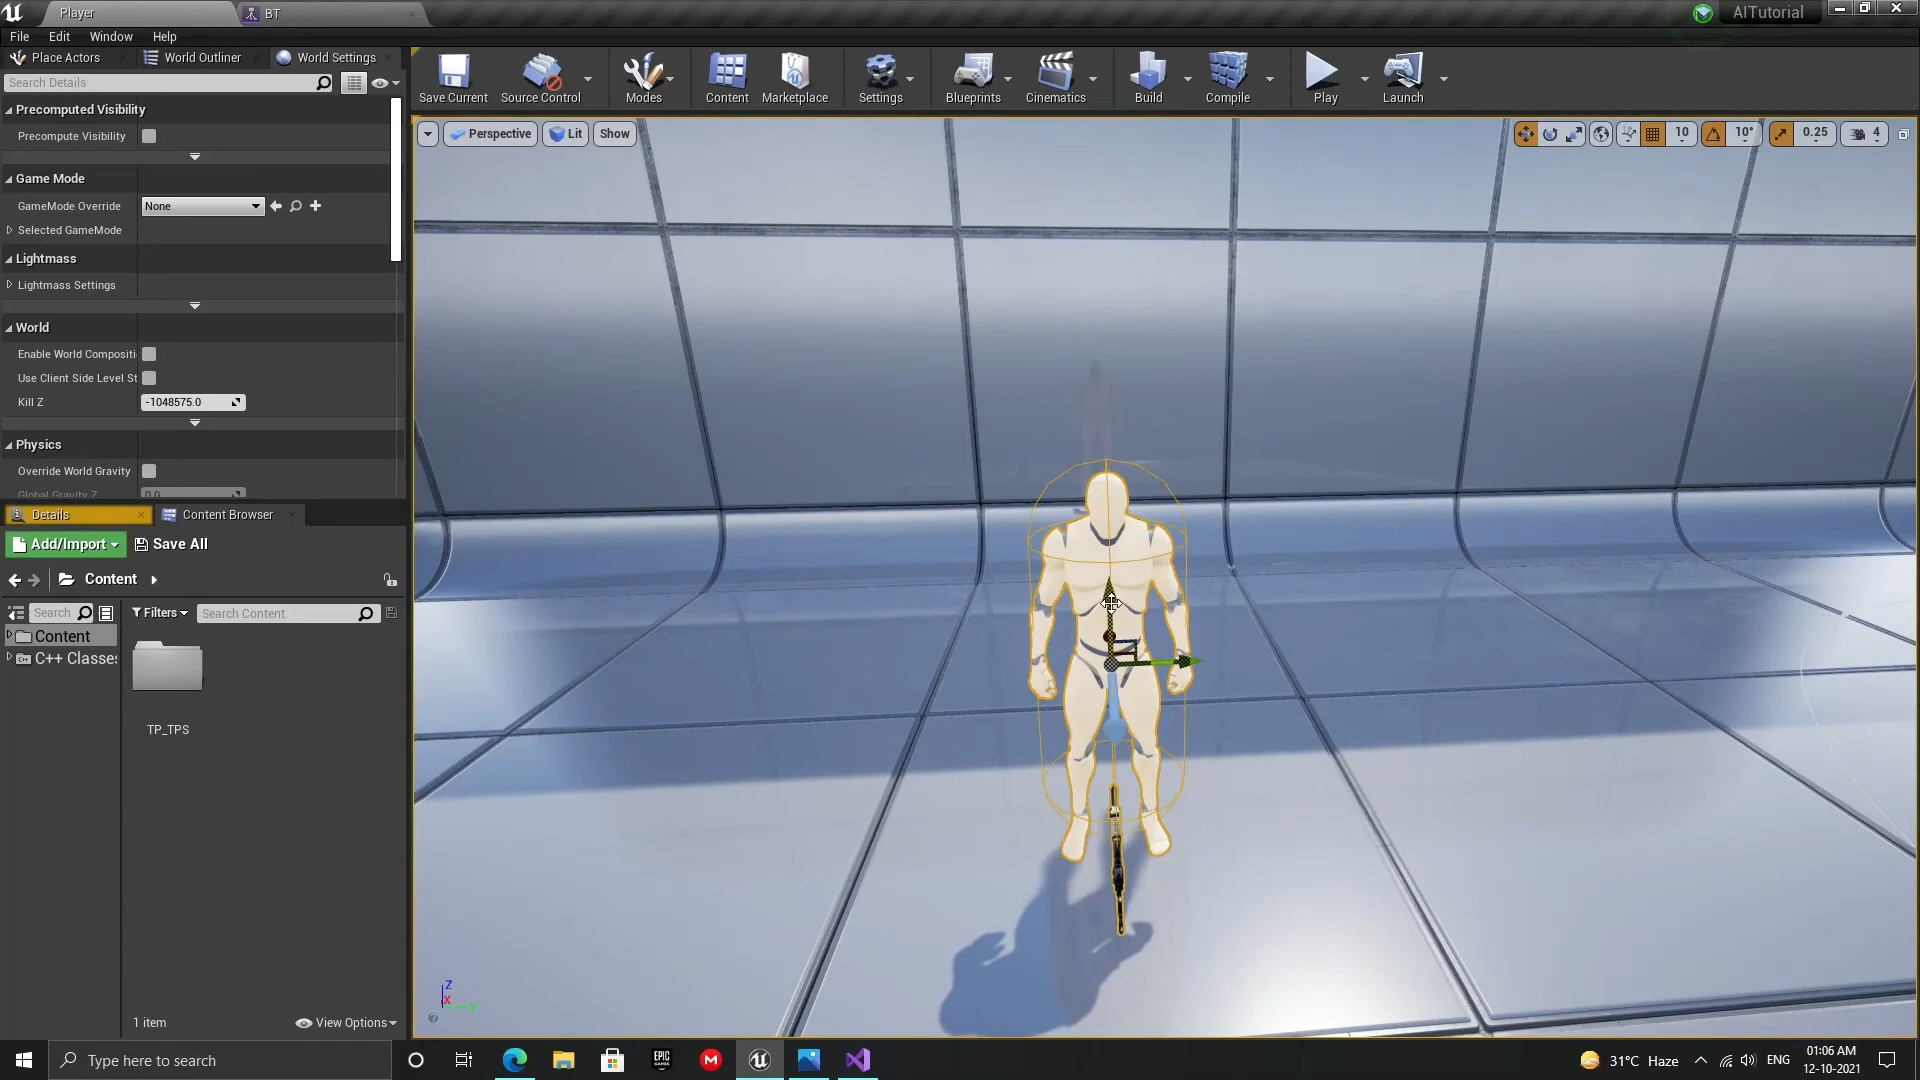 Player
BT
AITutorial
File Edit Window Help
Place Actors
World Outliner
World Settings
Search Details
Precomputed Visibility
Precompute Visibility
Game Mode
GameMode Override None
Selected GameMode
Lightmass
Lightmass Settings
World
Enable World Compositi
Use Client Side Level St
Kill Z -1048575.0
Physics
Override World Gravity
Global Gravity Z 0.0
Save Current
Source Control
Modes
Content
Marketplace
Settings
Blueprints
Cinematics
Build
Compile
Play
Launch
Perspective Lit Show
10 10° 0.25 4
Details
Content Browser
Add/Import Save All
Content
Search
Filters
Search Content
Content
C++ Classes
TP_TPS
1 item
View Options
Z
X
Type here to search
EPIC
GAMES
M
31°C Haze
ENG
01:06 AM
12-10-2021